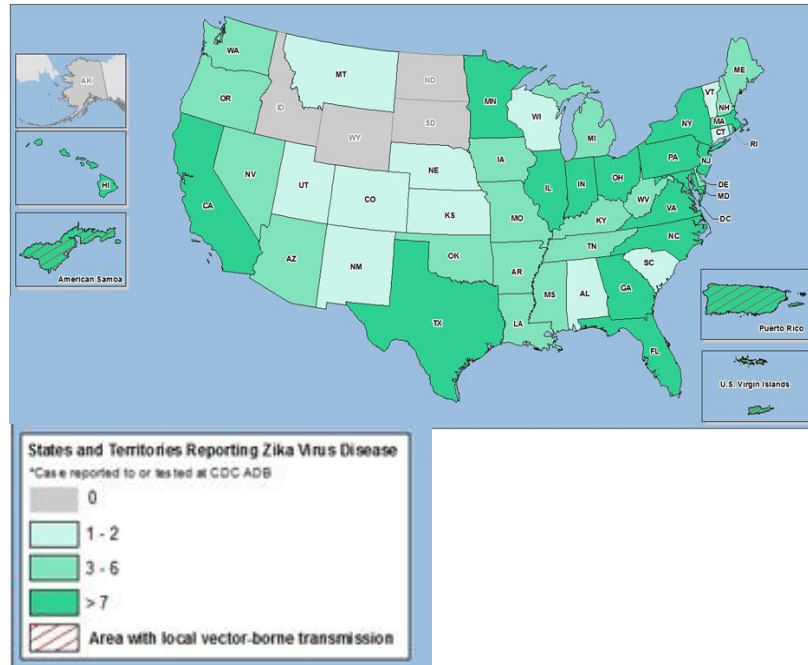 WA
MT
ND
MN
ME
AK
OR
ID
SD
WI
VT
NH
MI
NY
MA
CT
RI
WY
IA
NE
PA
NJ
HI
NV
UT
CO
IL
IN
OH
DE
MD
DC
CA
KS
MO
WV
VA
KY
NC
TN
American Samoa
AZ
NM
OK
AR
SC
MS
AL
GA
TX
LA
FL
Puerto Rico
U.S. Virgin Islands
States and Territories Reporting Zika Virus Disease
*Case reported to or tested at CDC ADB
0
1 - 2
3 - 6
> 7
Area with local vector-borne transmission